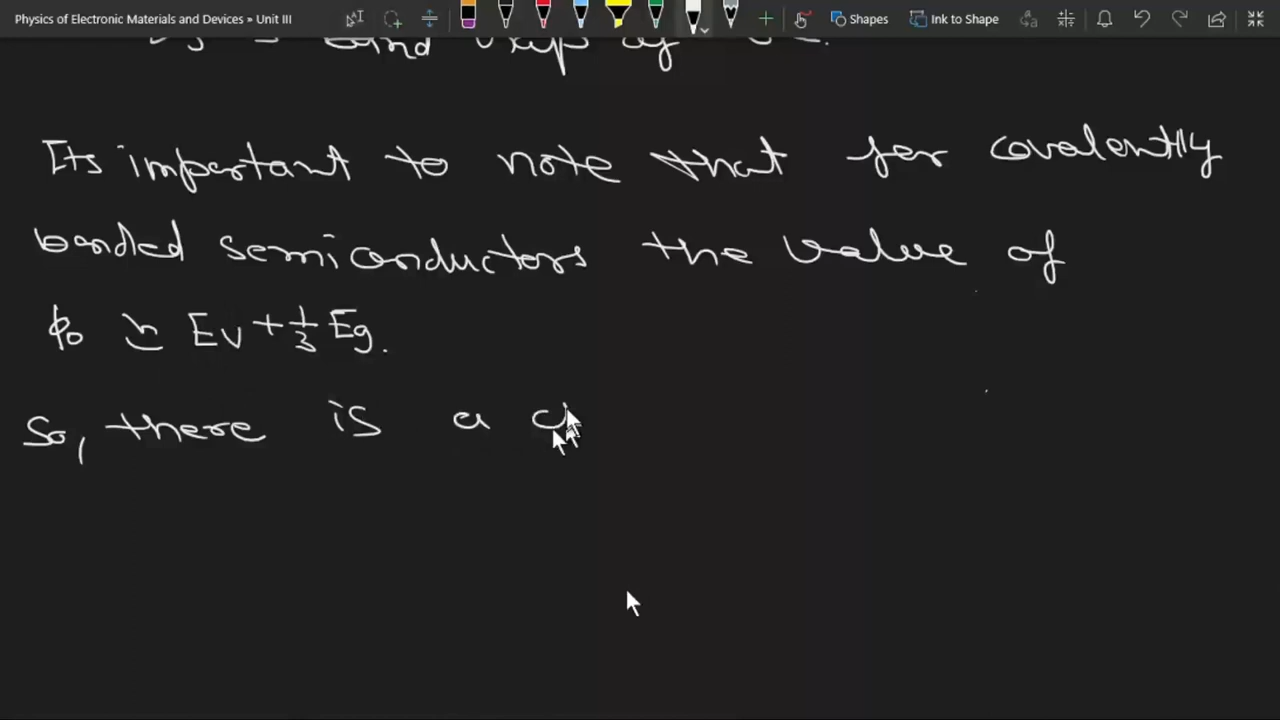 Physics of Electronic Materials and Devices » Unit III
Shapes
Ink to Shape
Its important to note that for covalently
bonded semiconductors the value of
ϕ₀ ≃ Ev + 1/3 Eg.
So, there is a